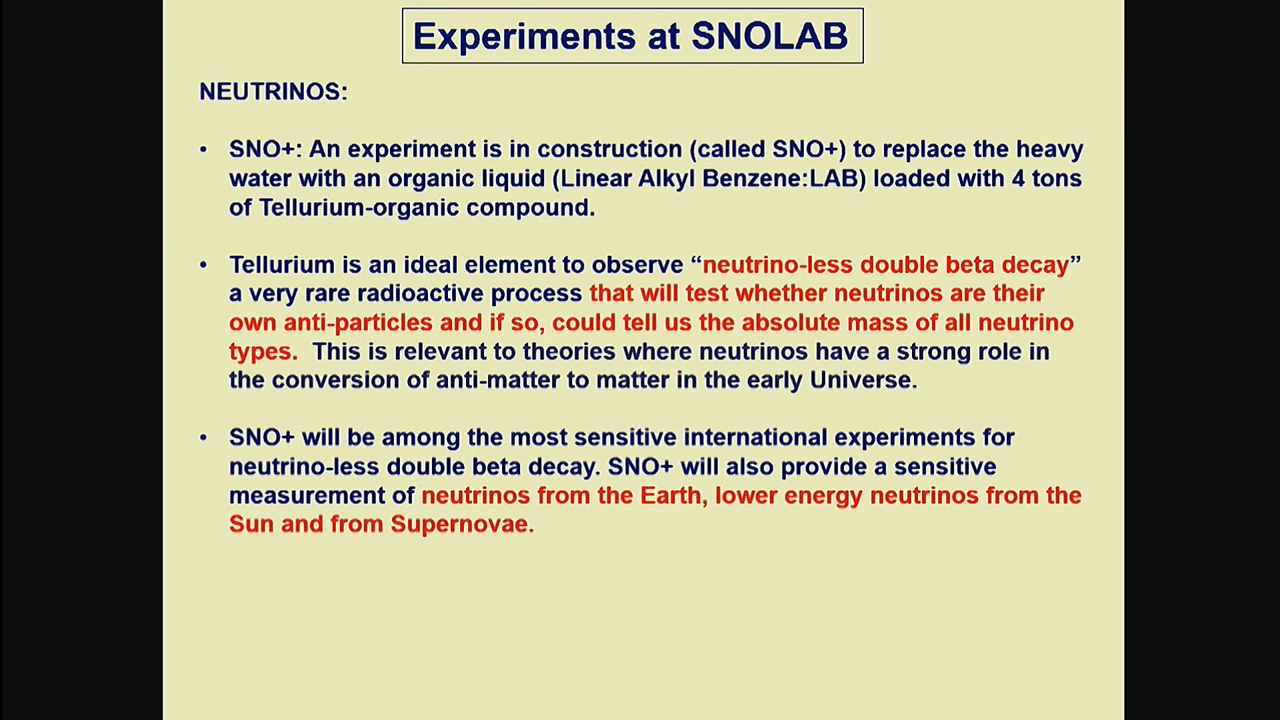 Experiments at SNOLAB
NEUTRINOS:
• SNO+: An experiment is in construction (called SNO+) to replace the heavy
water with an organic liquid (Linear Alkyl Benzene:LAB) loaded with 4 tons
of Tellurium-organic compound.
• Tellurium is an ideal element to observe “neutrino-less double beta decay”
a very rare radioactive process that will test whether neutrinos are their
own anti-particles and if so, could tell us the absolute mass of all neutrino
types. This is relevant to theories where neutrinos have a strong role in
the conversion of anti-matter to matter in the early Universe.
• SNO+ will be among the most sensitive international experiments for
neutrino-less double beta decay. SNO+ will also provide a sensitive
measurement of neutrinos from the Earth, lower energy neutrinos from the
Sun and from Supernovae.